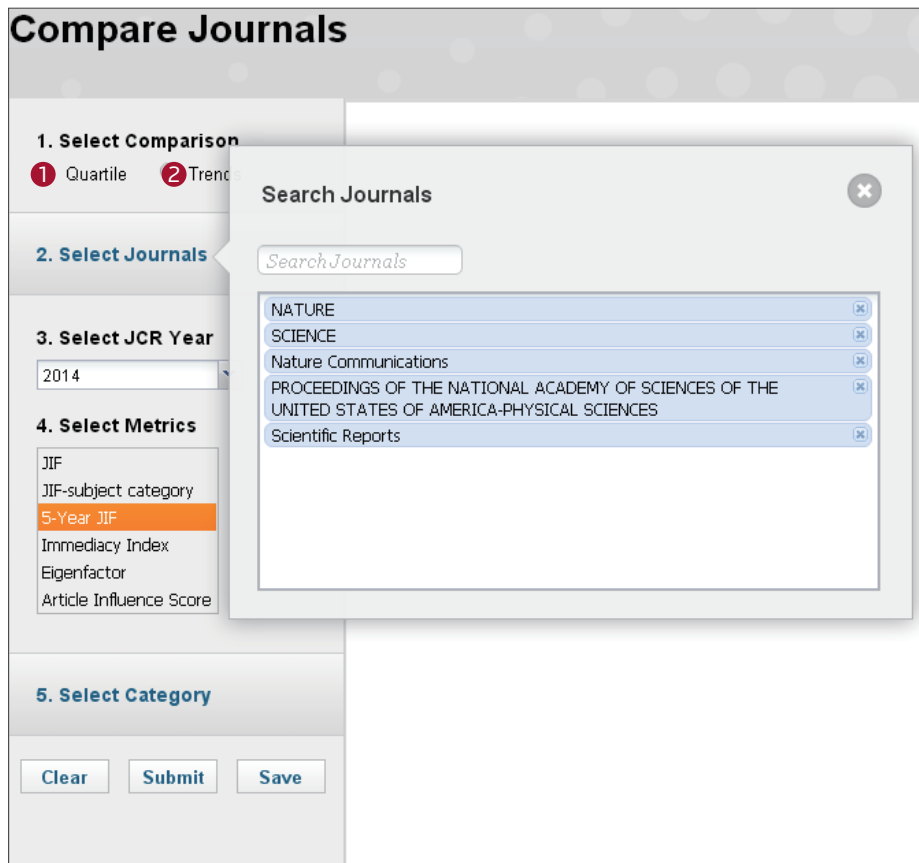 Compare Journals
1. Select Comparison
1 Quartile 2 Trends
2. Select Journals
3. Select JCR Year
2014
4. Select Metrics
JIF
JIF-subject category
5-Year JIF
Immediacy Index
Eigenfactor
Article Influence Score
5. Select Category
Clear Submit Save
Search Journals
Search Journals
NATURE
SCIENCE
Nature Communications
PROCEEDINGS OF THE NATIONAL ACADEMY OF SCIENCES OF THE
UNITED STATES OF AMERICA-PHYSICAL SCIENCES
Scientific Reports